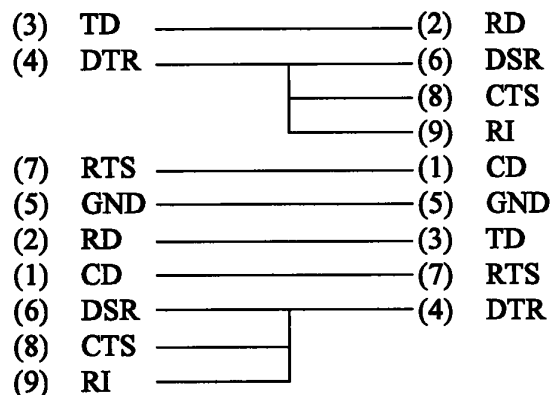 (3) TD (2) RD
(4) DTR (6) DSR
(8) CTS
(9) RI
(7) RTS (1) CD
(5) GND (5) GND
(2) RD (3) TD
(1) CD (7) RTS
(6) DSR (4) DTR
(8) CTS
(9) RI